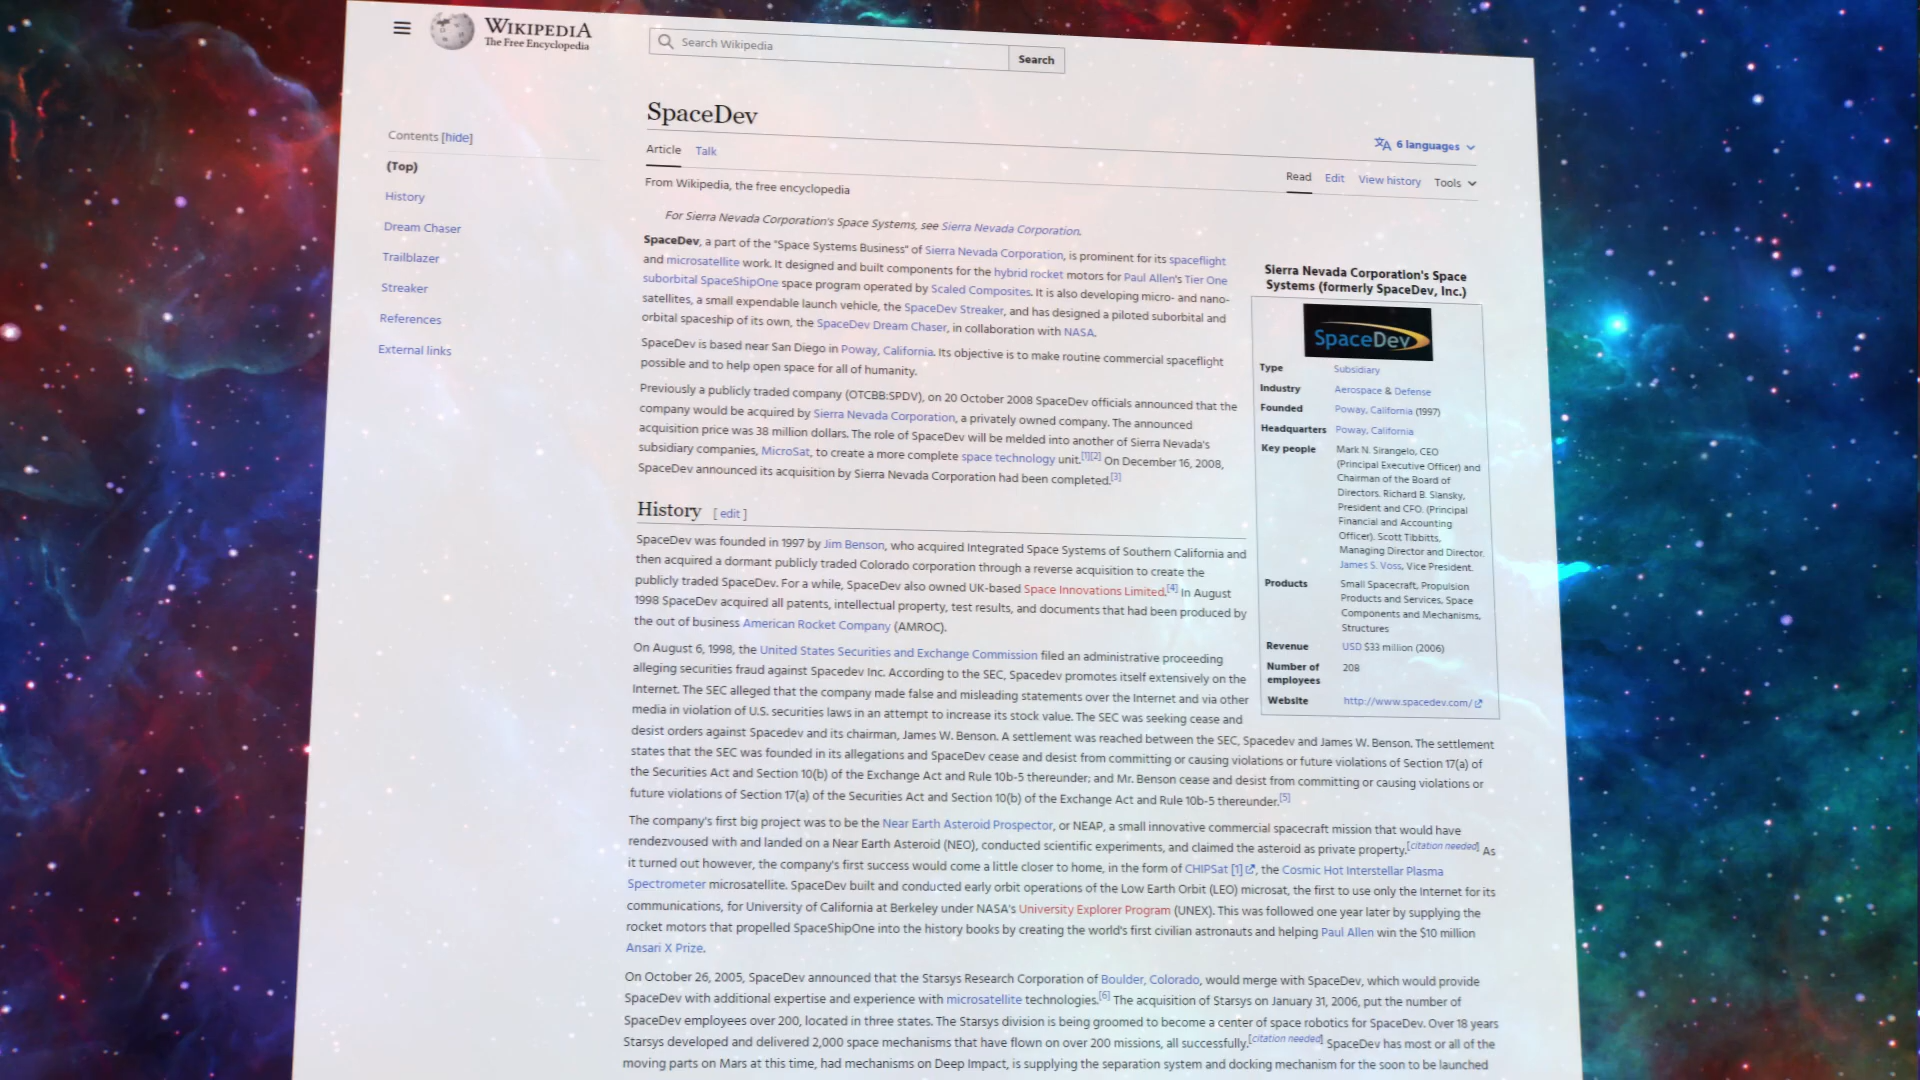 WIKIPEDIA
The Free Encyclopedia
Search Wikipedia
Search
Contents [hide]
(Top)
History
Dream Chaser
Trailblazer
Streaker
References
External links
SpaceDev
6 languages
Article Talk
Read Edit View history Tools
From Wikipedia, the free encyclopedia
For Sierra Nevada Corporation's Space Systems, see Sierra Nevada Corporation.
SpaceDev, a part of the "Space Systems Business" of Sierra Nevada Corporation, is prominent for its spaceflight
and microsatellite work. It designed and built components for the hybrid rocket motors for Paul Allen's Tier One
suborbital SpaceShipOne space program operated by Scaled Composites. It is also developing micro- and nano-
satellites, a small expendable launch vehicle, the SpaceDev Streaker, and has designed a piloted suborbital and
orbital spaceship of its own, the SpaceDev Dream Chaser, in collaboration with NASA.
SpaceDev is based near San Diego in Poway, California. Its objective is to make routine commercial spaceflight
possible and to help open space for all of humanity.
Previously a publicly traded company (OTCBB:SPDV), on 20 October 2008 SpaceDev officials announced that the
company would be acquired by Sierra Nevada Corporation, a privately owned company. The announced
acquisition price was 38 million dollars. The role of SpaceDev will be melded into another of Sierra Nevada's
subsidiary companies, MicroSat, to create a more complete space technology unit.[1][2] On December 16, 2008,
SpaceDev announced its acquisition by Sierra Nevada Corporation had been completed.[3]
Sierra Nevada Corporation's Space
Systems (formerly SpaceDev, Inc.)
SpaceDev
Type Subsidiary
Industry Aerospace & Defense
Founded Poway, California (1997)
Headquarters Poway, California
Key people Mark N. Sirangelo, CEO
(Principal Executive Officer) and
Chairman of the Board of
Directors. Richard B. Slansky,
President and CFO. (Principal
Financial and Accounting
Officer). Scott Tibbitts,
Managing Director and Director.
James S. Voss, Vice President.
Products Small Spacecraft, Propulsion
Products and Services, Space
Components and Mechanisms,
Structures
Revenue USD $33 million (2006)
Number of employees 208
Website http://www.spacedev.com/
History [ edit ]
SpaceDev was founded in 1997 by Jim Benson, who acquired Integrated Space Systems of Southern California and
then acquired a dormant publicly traded Colorado corporation through a reverse acquisition to create the
publicly traded SpaceDev. For a while, SpaceDev also owned UK-based Space Innovations Limited.[4] In August
1998 SpaceDev acquired all patents, intellectual property, test results, and documents that had been produced by
the out of business American Rocket Company (AMROC).
On August 6, 1998, the United States Securities and Exchange Commission filed an administrative proceeding
alleging securities fraud against Spacedev Inc. According to the SEC, Spacedev promotes itself extensively on the
Internet. The SEC alleged that the company made false and misleading statements over the Internet and via other
media in violation of U.S. securities laws in an attempt to increase its stock value. The SEC was seeking cease and
desist orders against Spacedev and its chairman, James W. Benson. A settlement was reached between the SEC, Spacedev and James W. Benson. The settlement
states that the SEC was founded in its allegations and SpaceDev cease and desist from committing or causing violations or future violations of Section 17(a) of
the Securities Act and Section 10(b) of the Exchange Act and Rule 10b-5 thereunder; and Mr. Benson cease and desist from committing or causing violations or
future violations of Section 17(a) of the Securities Act and Section 10(b) of the Exchange Act and Rule 10b-5 thereunder.[5]
The company's first big project was to be the Near Earth Asteroid Prospector, or NEAP, a small innovative commercial spacecraft mission that would have
rendezvoused with and landed on a Near Earth Asteroid (NEO), conducted scientific experiments, and claimed the asteroid as private property.[citation needed] As
it turned out however, the company's first success would come a little closer to home, in the form of CHIPSat [1], the Cosmic Hot Interstellar Plasma
Spectrometer microsatellite. SpaceDev built and conducted early orbit operations of the Low Earth Orbit (LEO) microsat, the first to use only the Internet for its
communications, for University of California at Berkeley under NASA's University Explorer Program (UNEX). This was followed one year later by supplying the
rocket motors that propelled SpaceShipOne into the history books by creating the world's first civilian astronauts and helping Paul Allen win the $10 million
Ansari X Prize.
On October 26, 2005, SpaceDev announced that the Starsys Research Corporation of Boulder, Colorado, would merge with SpaceDev, which would provide
SpaceDev with additional expertise and experience with microsatellite technologies.[6] The acquisition of Starsys on January 31, 2006, put the number of
SpaceDev employees over 200, located in three states. The Starsys division is being groomed to become a center of space robotics for SpaceDev. Over 18 years
Starsys developed and delivered 2,000 space mechanisms that have flown on over 200 missions, all successfully.[citation needed] SpaceDev has most or all of the
moving parts on Mars at this time, had mechanisms on Deep Impact, is supplying the separation system and docking mechanism for the soon to be launched